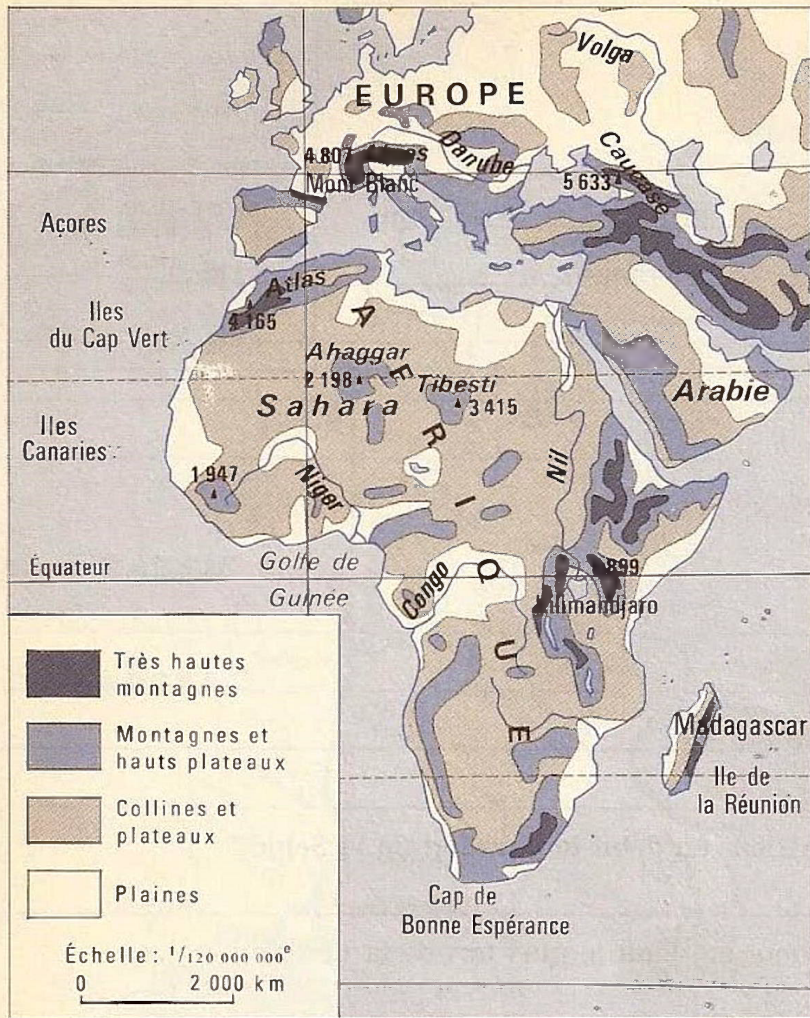 Volga
EUROPE
4 807
Alpes
Danube
Mont Blanc
Caucase
5 633
Açores
Atlas
4 165
Iles
du Cap Vert
AFRIQUE
Ahaggar
2 198
Tibesti
3 415
Sahara
Arabie
Iles
Canaries
1 947
Niger
Nil
Équateur
Golfe de
Guinée
Congo
899
Kilimandjaro
Madagascar
Ile de
la Réunion
Cap de
Bonne Espérance
Très hautes
montagnes
Montagnes et
hauts plateaux
Collines et
plateaux
Plaines
Échelle : 1/120 000 000e
0 2 000 km